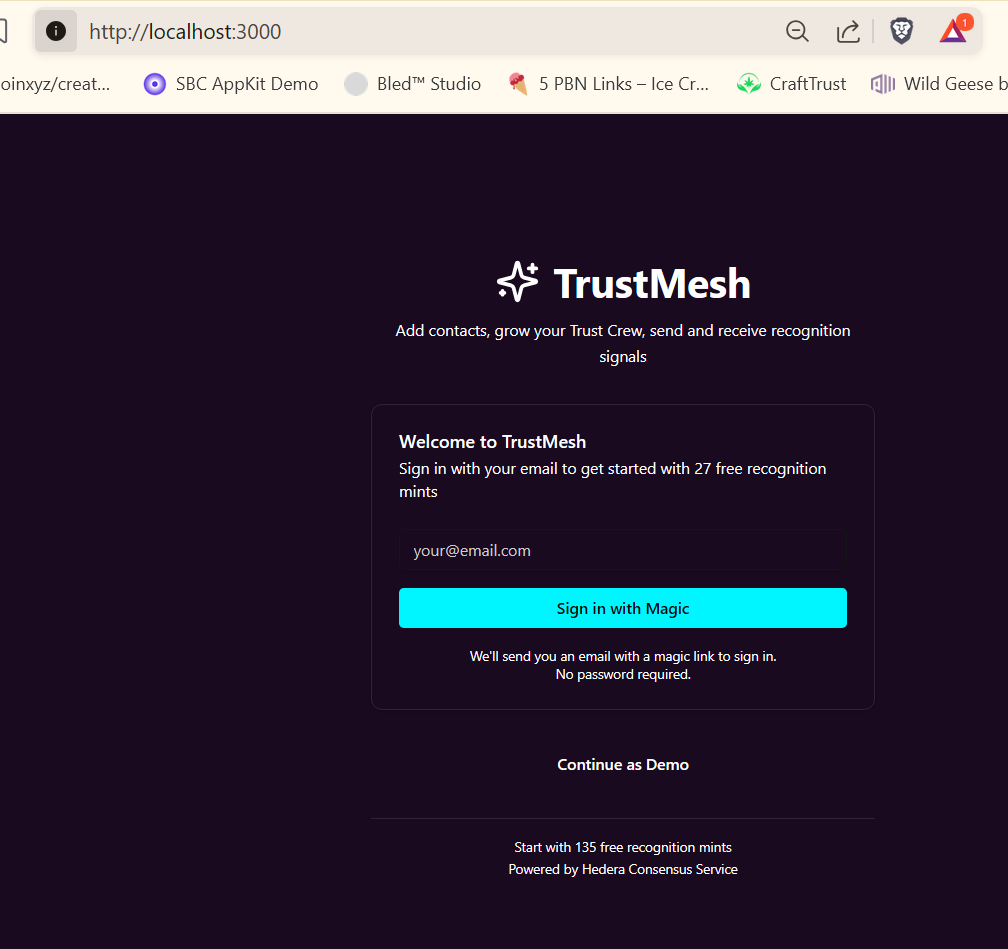 http://localhost:3000
1
oinxyz/creat...
SBC AppKit Demo
Bled™ Studio
5 PBN Links – Ice Cr...
CraftTrust
Wild Geese b
TrustMesh
Add contacts, grow your Trust Crew, send and receive recognition
signals
Welcome to TrustMesh
Sign in with your email to get started with 27 free recognition
mints
your@email.com
Sign in with Magic
We'll send you an email with a magic link to sign in.
No password required.
Continue as Demo
Start with 135 free recognition mints
Powered by Hedera Consensus Service